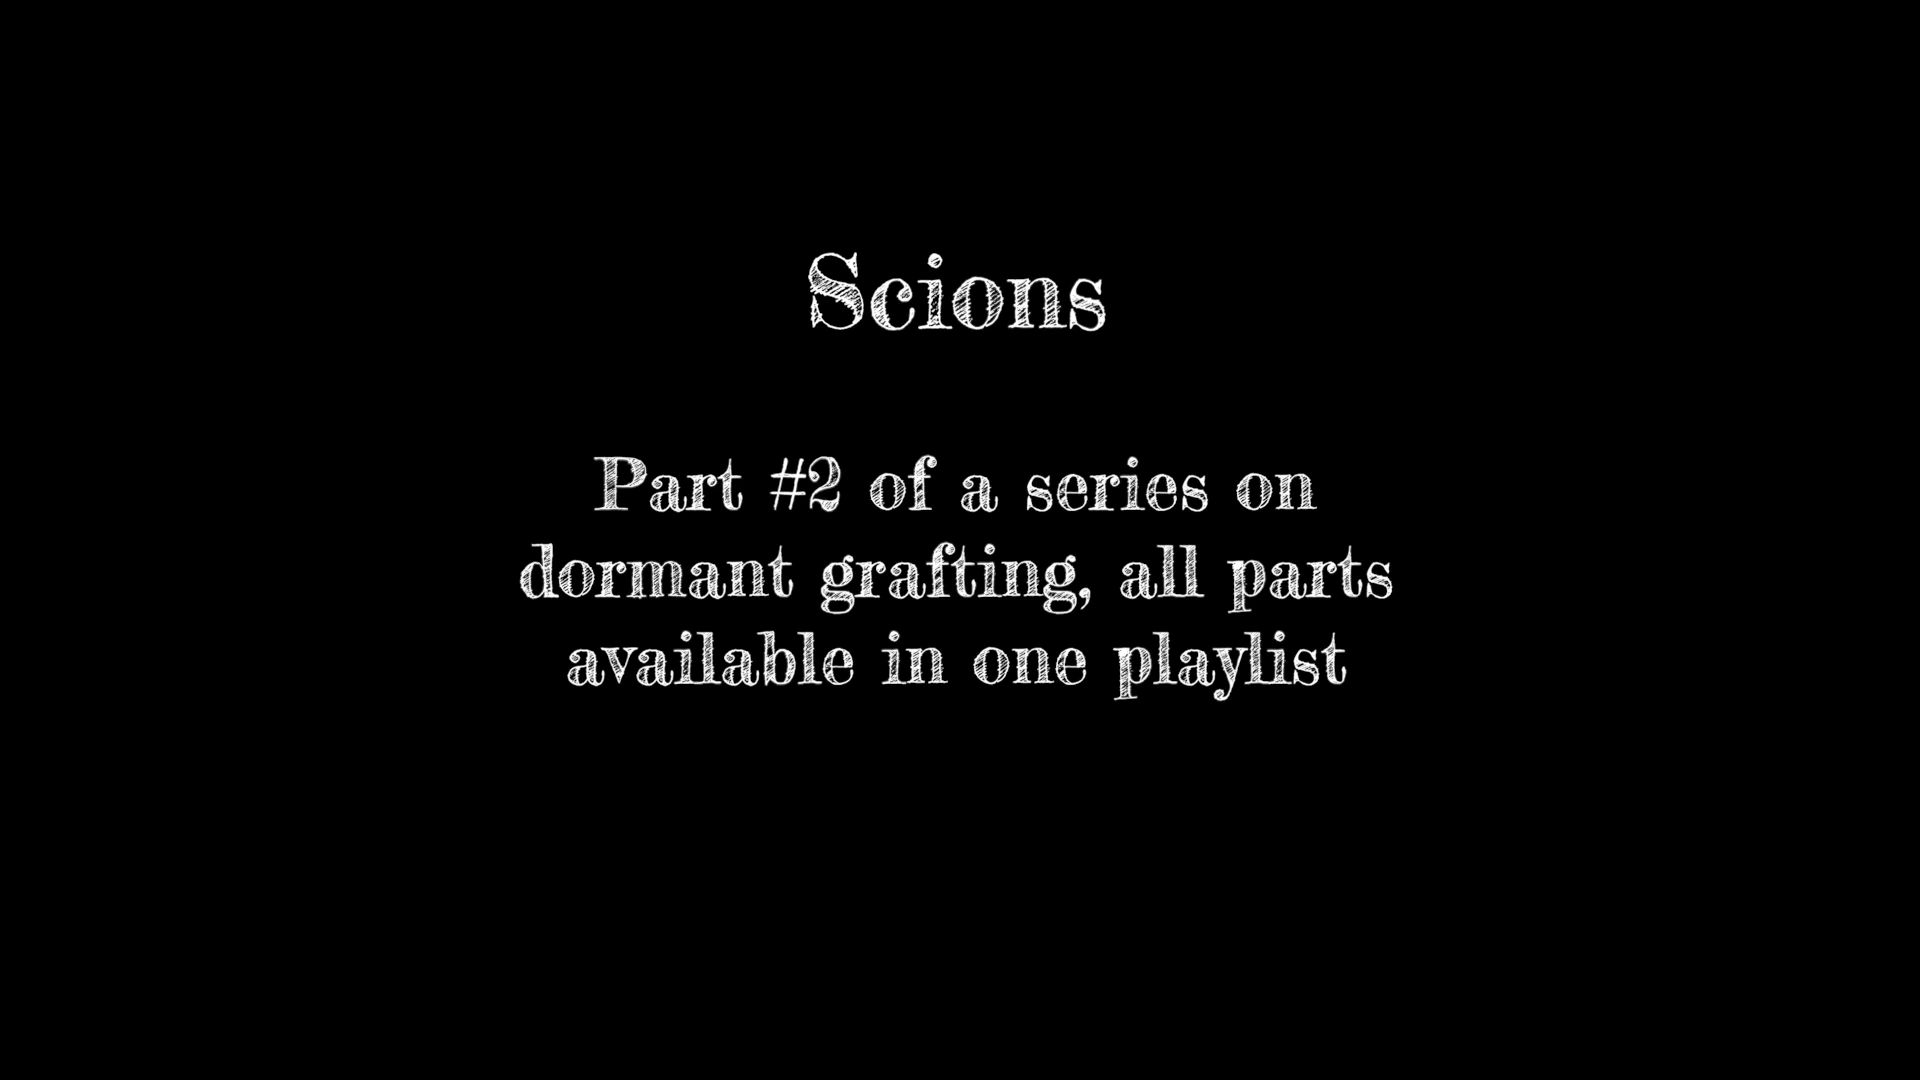 Scions
Part #2 of a series on
dormant grafting, all parts
available in one playlist